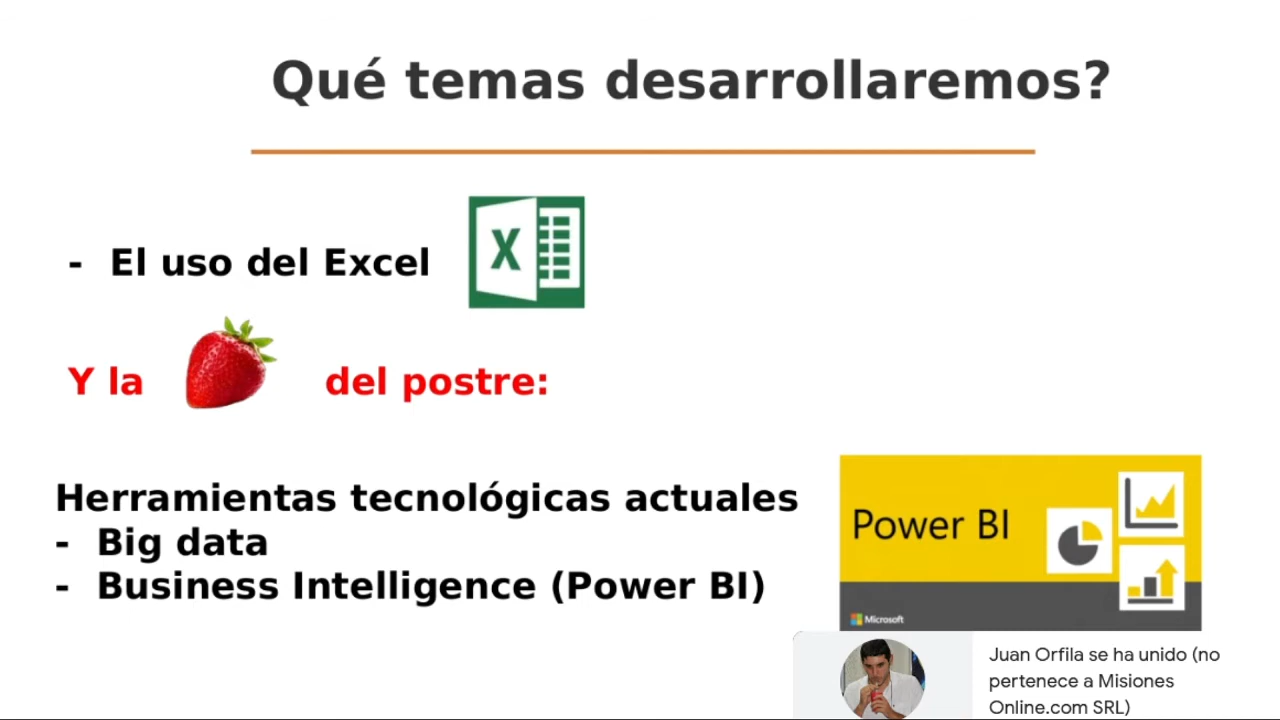 Qué temas desarrollaremos?
- El uso del Excel
X
Y la del postre:
Herramientas tecnológicas actuales
- Big data
- Business Intelligence (Power BI)
Power BI
Microsoft
Juan Orfila se ha unido (no
pertenece a Misiones
Online.com SRL)